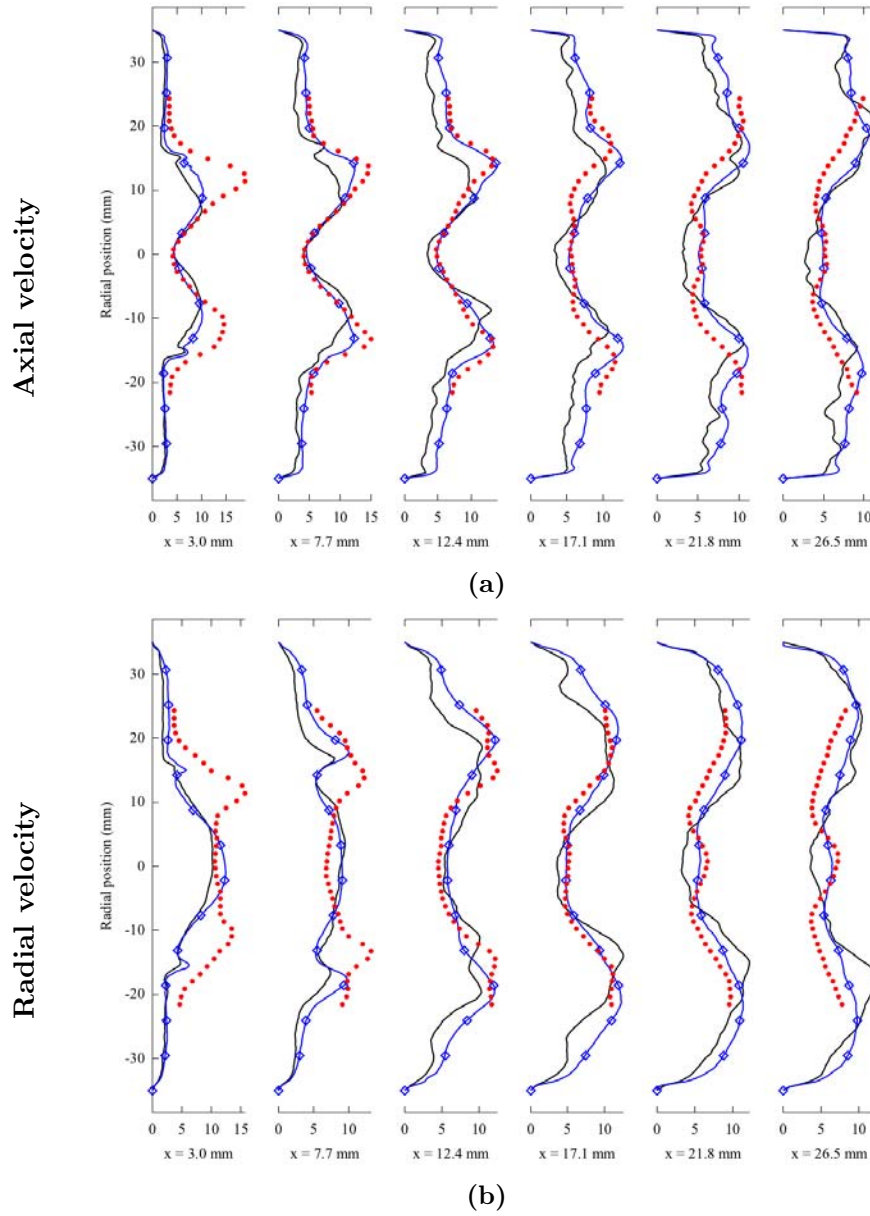 Axial velocity
Radial position (mm)
30
20
10
0
-10
-20
-30
0 5 10 0 5 10 15 0 5 10 0 5 10 0 5 10 0 5 10
x = 3.0 mm x = 7.7 mm x = 12.4 mm x = 17.1 mm x = 21.8 mm x = 26.5 mm
(a)
Radial velocity
Radial position (mm)
30
20
10
0
-10
-20
-30
0 5 10 15 0 5 10 0 5 10 0 5 10 0 5 10 0 5 10
x = 3.0 mm x = 7.7 mm x = 12.4 mm x = 17.1 mm x = 21.8 mm x = 26.5 mm
(b)